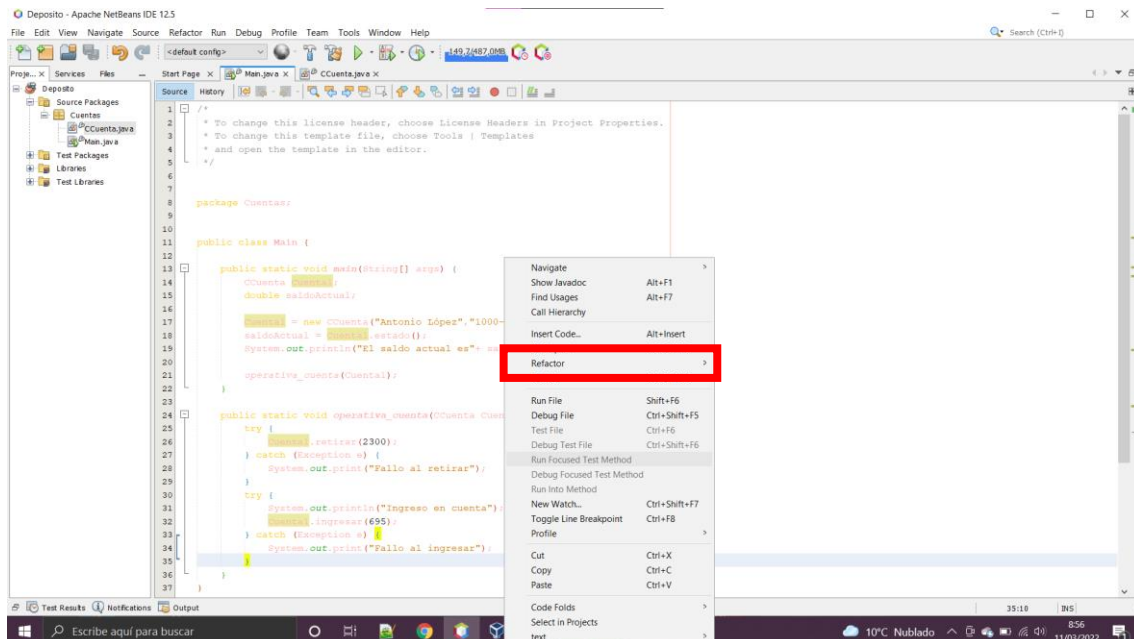 Deposito - Apache NetBeans IDE 12.5
File Edit View Navigate Source Refactor Run Debug Profile Team Tools Window Help
Search (Ctrl+I)
<default config>
149,7/487,0MB
Proje... X Services Files
Start Page X Main.java X CCuenta.java X
Deposito
Source Packages
Cuentas
CCuenta.java
Main.java
Test Packages
Libraries
Test Libraries
Source History
1 /*
2 * To change this license header, choose License Headers in Project Properties.
3 * To change this template file, choose Tools | Templates
4 * and open the template in the editor.
5 */
6
7
8 package Cuentas;
9
10
11 public class Main {
12
13 public static void main(String[] args) {
14 CCuenta Cuental;
15 double saldoActual;
16
17 Cuental = new CCuenta("Antonio López","1000-
18 saldoActual = Cuental.estado();
19 System.out.println("El saldo actual es"+
20
21 operativa_cuenta(Cuental);
22 }
23
24 public static void operativa_cuenta(CCuenta
25 try {
26 Cuental.retirar(2300);
27 } catch (Exception e) {
28 System.out.print("Fallo al retirar");
29 }
30 try {
31 System.out.println("Ingreso en cuenta");
32 Cuental.ingresar(695);
33 } catch (Exception e) {
34 System.out.print("Fallo al ingresar");
35 }
36 }
37 }
Navigate
Show Javadoc Alt+F1
Find Usages Alt+F7
Call Hierarchy
Insert Code... Alt+Insert
Refactor
Run File Shift+F6
Debug File Ctrl+Shift+F5
Test File Ctrl+F6
Debug Test File Ctrl+Shift+F6
Run Focused Test Method
Debug Focused Test Method
Run Into Method
New Watch... Ctrl+Shift+F7
Toggle Line Breakpoint Ctrl+F8
Profile
Cut Ctrl+X
Copy Ctrl+C
Paste Ctrl+V
Code Folds
Select in Projects
text
Test Results Notifications Output
35:10 INS
Escribe aquí para buscar
10°C Nublado
8:56
11/03/2022